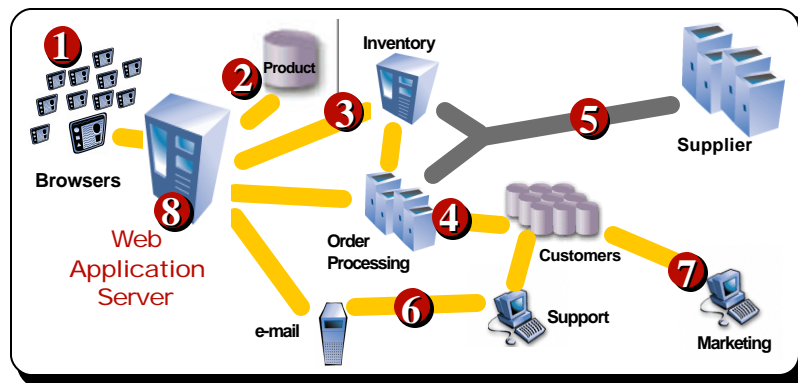 1
2
Product
Inventory
3
5
Supplier
Browsers
8
Web
Application
Server
Order
Processing
4
Customers
7
e-mail
6
Support
Marketing